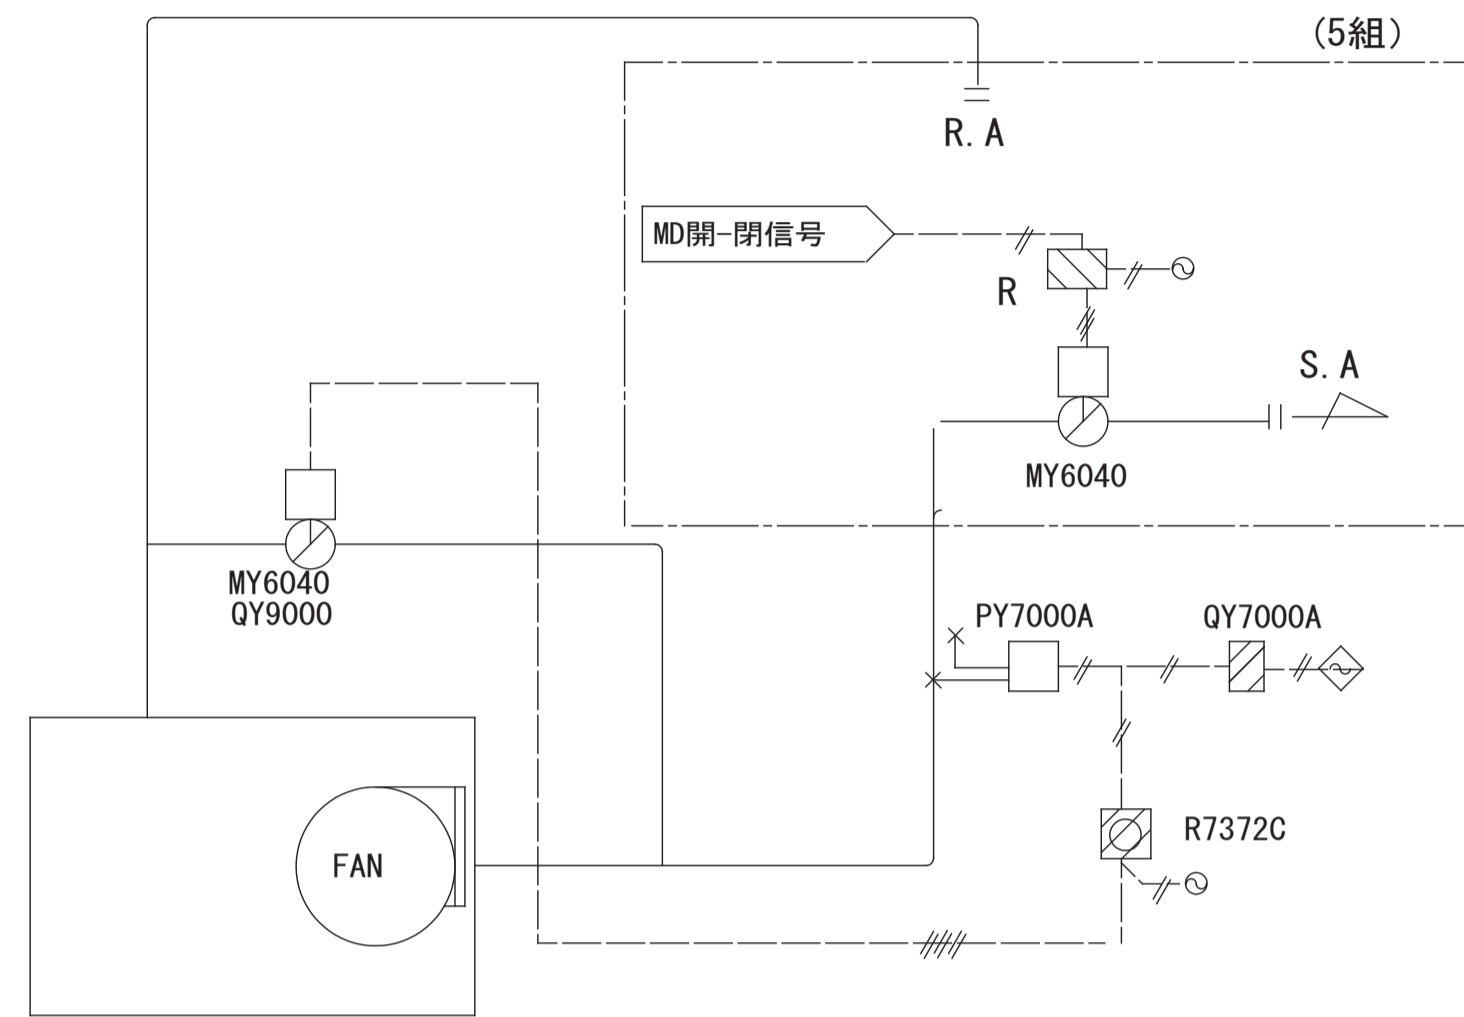 (5組)
R. A
MD開-閉信号
R
S. A
MY6040
MY6040
QY9000
PY7000A
QY7000A
R7372C
FAN